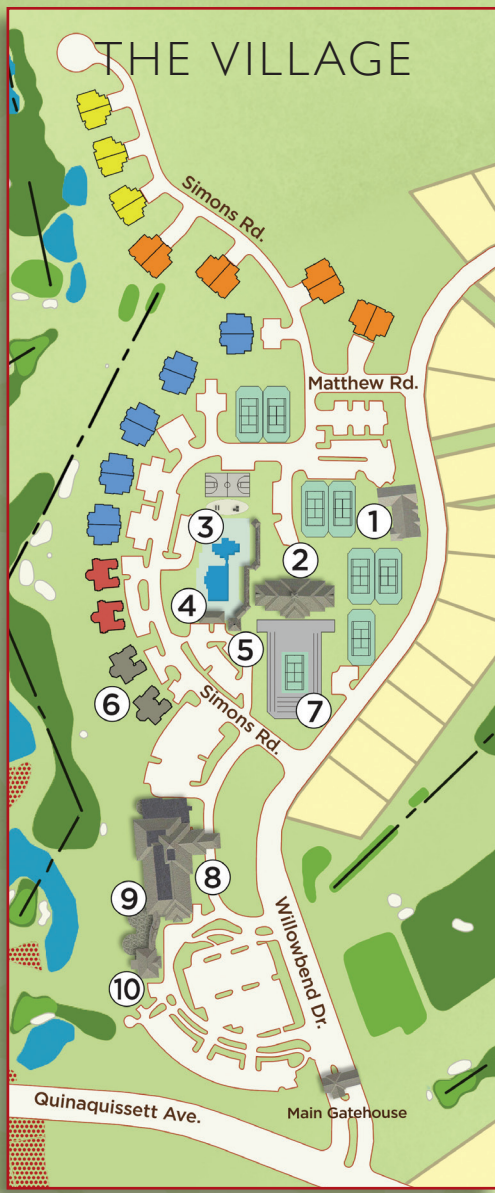 THE VILLAGE
Simons Rd.
Matthew Rd.
1
3
2
4
5
6
Simons Rd.
7
8
9
Willowbend Dr.
10
Quinaquissett Ave.
Main Gatehouse